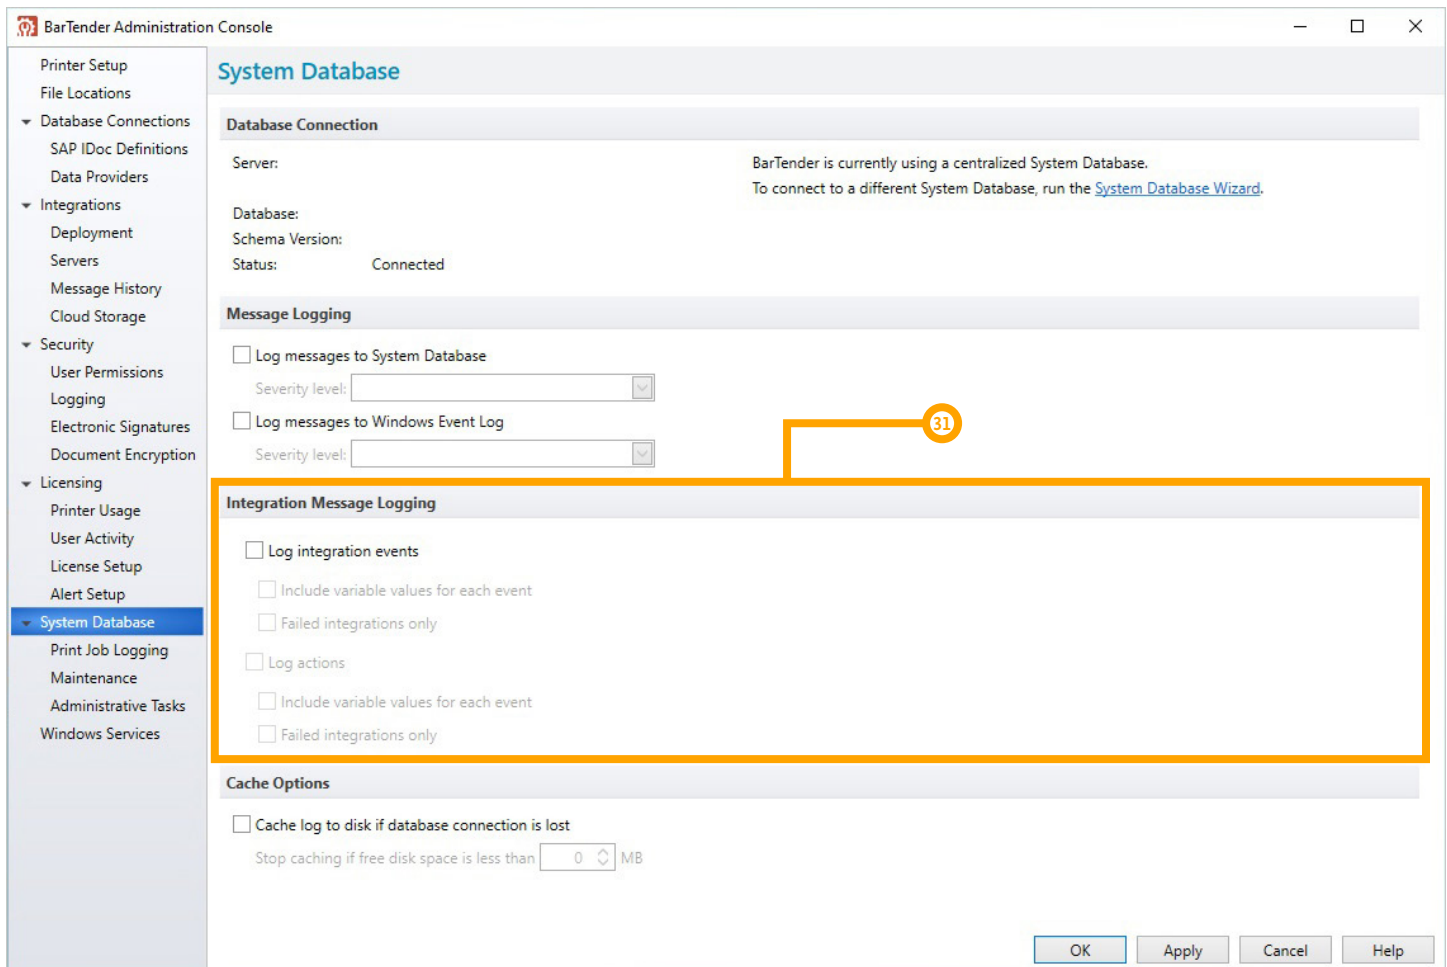 BarTender Administration Console
Printer Setup
File Locations
Database Connections
SAP IDoc Definitions
Data Providers
Integrations
Deployment
Servers
Message History
Cloud Storage
Security
User Permissions
Logging
Electronic Signatures
Document Encryption
Licensing
Printer Usage
User Activity
License Setup
Alert Setup
System Database
Print Job Logging
Maintenance
Administrative Tasks
Windows Services
System Database
Database Connection
Server:
BarTender is currently using a centralized System Database.
To connect to a different System Database, run the System Database Wizard.
Database:
Schema Version:
Status: Connected
Message Logging
Log messages to System Database
Severity level:
Log messages to Windows Event Log
Severity level:
31
Integration Message Logging
Log integration events
Include variable values for each event
Failed integrations only
Log actions
Include variable values for each event
Failed integrations only
Cache Options
Cache log to disk if database connection is lost
Stop caching if free disk space is less than 0 MB
OK Apply Cancel Help